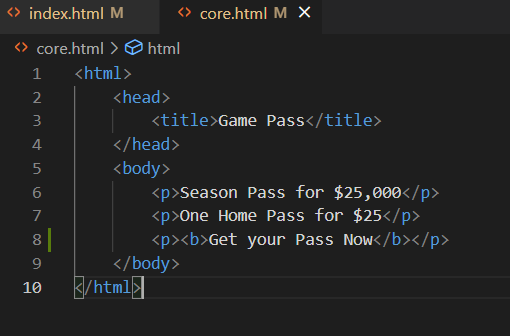 index.html M core.html M
core.html > html
1 <html>
2 <head>
3 <title>Game Pass</title>
4 </head>
5 <body>
6 <p>Season Pass for $25,000</p>
7 <p>One Home Pass for $25</p>
8 <p><b>Get your Pass Now</b></p>
9 </body>
10 </html>